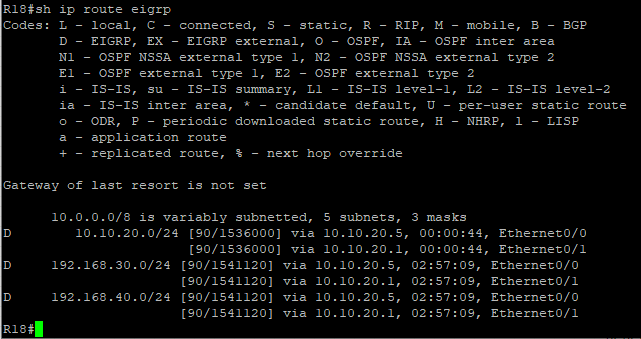 R18#sh ip route eigrp
Codes: L - local, C - connected, S - static, R - RIP, M - mobile, B - BGP
       D - EIGRP, EX - EIGRP external, O - OSPF, IA - OSPF inter area
       N1 - OSPF NSSA external type 1, N2 - OSPF NSSA external type 2
       E1 - OSPF external type 1, E2 - OSPF external type 2
       i - IS-IS, su - IS-IS summary, L1 - IS-IS level-1, L2 - IS-IS level-2
       ia - IS-IS inter area, * - candidate default, U - per-user static route
       o - ODR, P - periodic downloaded static route, H - NHRP, l - LISP
       a - application route
       + - replicated route, % - next hop override
Gateway of last resort is not set
      10.0.0.0/8 is variably subnetted, 5 subnets, 3 masks
D        10.10.20.0/24 [90/1536000] via 10.10.20.5, 00:00:44, Ethernet0/0
                       [90/1536000] via 10.10.20.1, 00:00:44, Ethernet0/1
D     192.168.30.0/24 [90/1541120] via 10.10.20.5, 02:57:09, Ethernet0/0
                      [90/1541120] via 10.10.20.1, 02:57:09, Ethernet0/1
D     192.168.40.0/24 [90/1541120] via 10.10.20.5, 02:57:09, Ethernet0/0
                      [90/1541120] via 10.10.20.1, 02:57:09, Ethernet0/1
R18#